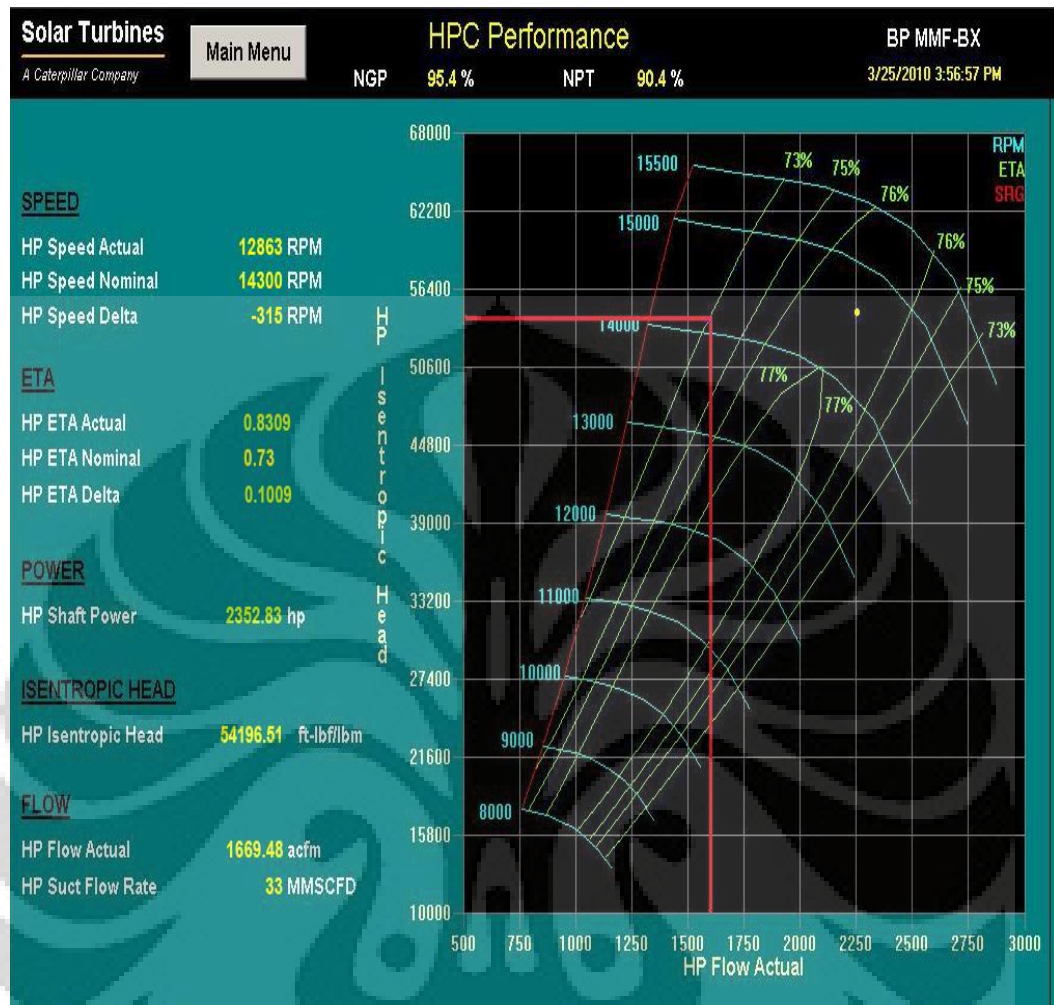 Solar Turbines
A Caterpillar Company
Main Menu
HPC Performance
NGP 95.4 % NPT 90.4 %
BP MMF-BX
3/25/2010 3:56:57 PM
SPEED
HP Speed Actual 12863 RPM
HP Speed Nominal 14300 RPM
HP Speed Delta -315 RPM
ETA
HP ETA Actual 0.8309
HP ETA Nominal 0.73
HP ETA Delta 0.1009
POWER
HP Shaft Power 2352.83 hp
ISENTROPIC HEAD
HP Isentropic Head 54196.51 ft-lbf/lbm
FLOW
HP Flow Actual 1669.48 acfm
HP Suct Flow Rate 33 MMSCFD
HP Isentropic Head
68000
62200
56400
50600
44800
39000
33200
27400
21600
15800
10000
RPM
ETA
SRG
15500
15000
14000
13000
12000
11000
10000
9000
8000
73%
75%
76%
76%
75%
73%
77%
77%
500 750 1000 1250 1500 1750 2000 2250 2500 2750 3000
HP Flow Actual